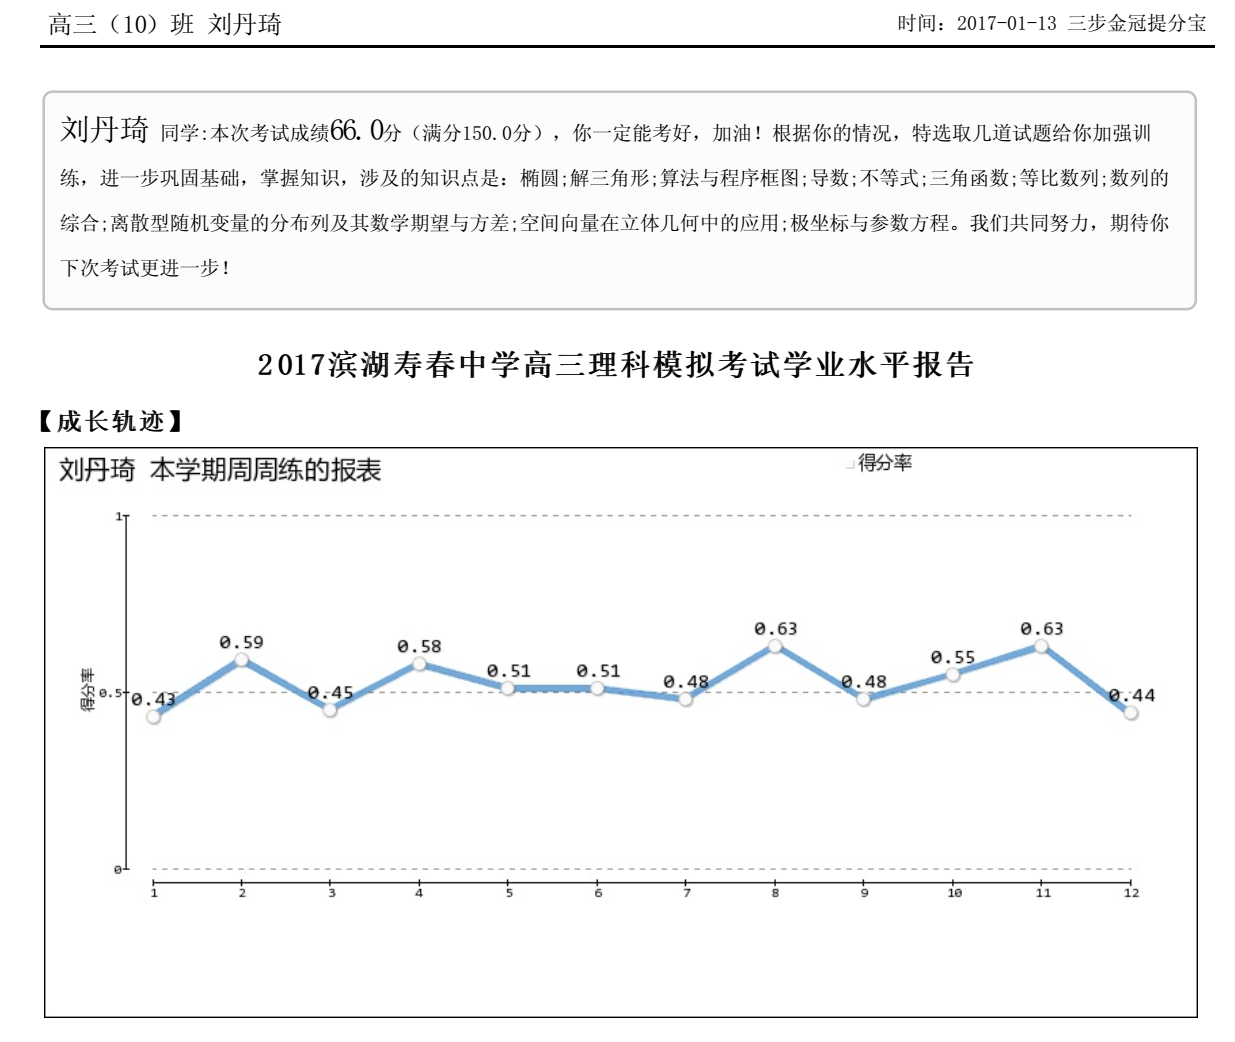 高三（10）班 刘丹琦
时间: 2017-01-13 三步金冠提分宝
刘丹琦 同学:本次考试成绩66.0分（满分150.0分），你一定能考好，加油！根据你的情况，特选取几道试题给你加强训
练，进一步巩固基础，掌握知识，涉及的知识点是：椭圆;解三角形;算法与程序框图;导数;不等式;三角函数;等比数列;数列的
综合;离散型随机变量的分布列及其数学期望与方差;空间向量在立体几何中的应用;极坐标与参数方程。我们共同努力，期待你
下次考试更进一步！
2017滨湖寿春中学高三理科模拟考试学业水平报告
【成长轨迹】
刘丹琦 本学期周周练的报表
得分率
1
0.5
0
得分率
0.43
0.59
0.45
0.58
0.51
0.51
0.48
0.63
0.48
0.55
0.63
0.44
1 2 3 4 5 6 7 8 9 10 11 12